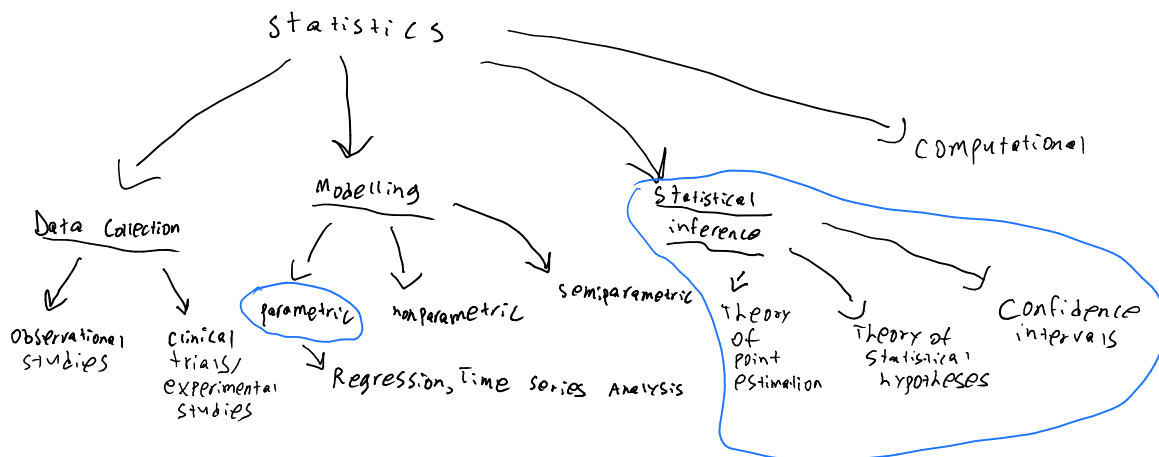 Statistics
Computational
Modelling
Statistical
inference
Data Collection
parametric
nonparametric
semiparametric
Observational
studies
Clinical
trials/
experimental
studies
Regression, Time Series Analysis
Theory
of
point
estimation
Theory of
statistical
hypotheses
Confidence
intervals